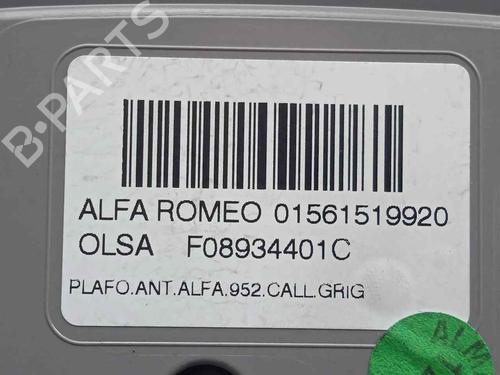 B-PARTS
ALFA ROMEO 01561519920
OLSA F08934401C
PLAFO.ANT.ALFA.952.CALL.GRIG